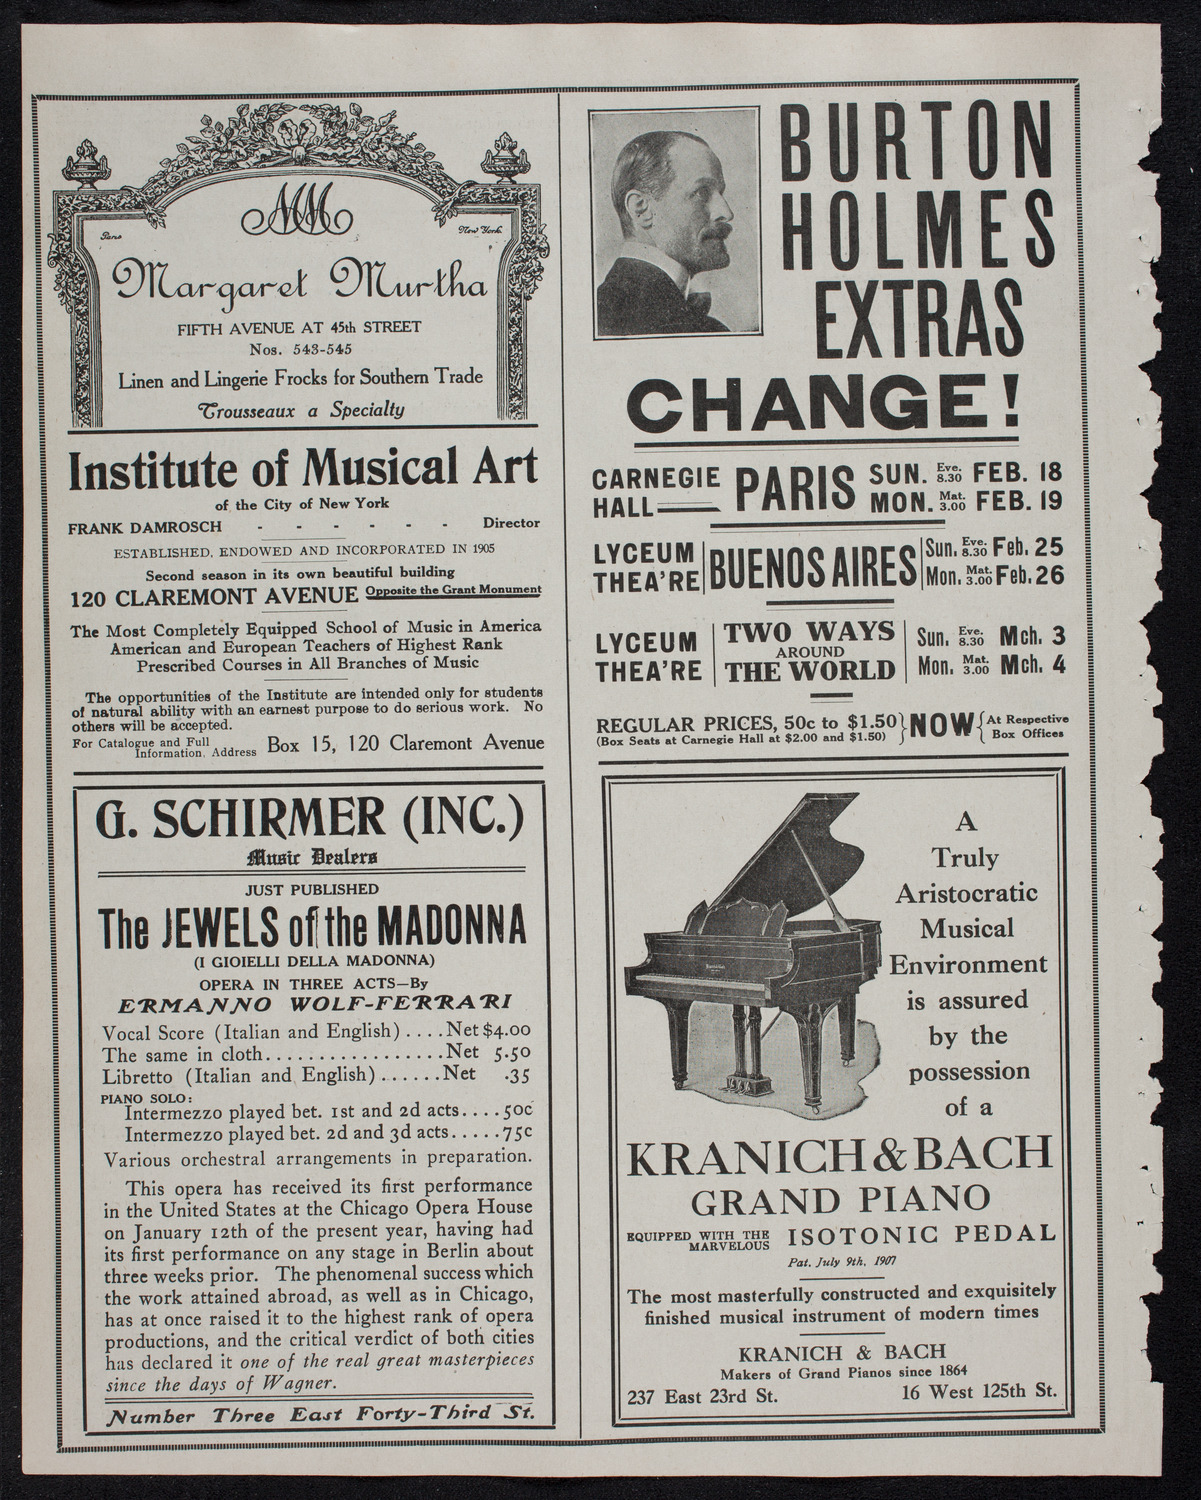 MM
Paris
New York
Margaret Murtha
FIFTH AVENUE AT 45th STREET
Nos. 543-545
Linen and Lingerie Frocks for Southern Trade
Trousseaux a Specialty
Institute of Musical Art
of the City of New York
FRANK DAMROSCH - - - - - - Director
ESTABLISHED, ENDOWED AND INCORPORATED IN 1905
Second season in its own beautiful building
120 CLAREMONT AVENUE Opposite the Grant Monument
The Most Completely Equipped School of Music in America
American and European Teachers of Highest Rank
Prescribed Courses in All Branches of Music
The opportunities of the Institute are intended only for students
of natural ability with an earnest purpose to do serious work. No
others will be accepted.
For Catalogue and Full
Information, Address Box 15, 120 Claremont Avenue
G. SCHIRMER (INC.)
Music Dealers
JUST PUBLISHED
The JEWELS of the MADONNA
(I GIOIELLI DELLA MADONNA)
OPERA IN THREE ACTS—By
ERMANNO WOLF-FERRARI
Vocal Score (Italian and English)....Net $4.00
The same in cloth.................Net 5.50
Libretto (Italian and English).......Net .35
PIANO SOLO:
Intermezzo played bet. 1st and 2d acts....50c
Intermezzo played bet. 2d and 3d acts.....75c
Various orchestral arrangements in preparation.
This opera has received its first performance
in the United States at the Chicago Opera House
on January 12th of the present year, having had
its first performance on any stage in Berlin about
three weeks prior. The phenomenal success which
the work attained abroad, as well as in Chicago,
has at once raised it to the highest rank of opera
productions, and the critical verdict of both cities
has declared it one of the real great masterpieces
since the days of Wagner.
Number Three East Forty-Third St.
BURTON
HOLMES
EXTRAS
CHANGE!
CARNEGIE HALL PARIS SUN. Eve. 8.30 FEB. 18
MON. Mat. 3.00 FEB. 19
LYCEUM THEA'RE BUENOS AIRES Sun. Eve. 8.30 Feb. 25
Mon. Mat. 3.00 Feb. 26
LYCEUM THEA'RE TWO WAYS AROUND THE WORLD Sun. Eve. 8.30 Mch. 3
Mon. Mat. 3.00 Mch. 4
REGULAR PRICES, 50c to $1.50
(Box Seats at Carnegie Hall at $2.00 and $1.50) NOW At Respective
Box Offices
A
Truly
Aristocratic
Musical
Environment
is assured
by the
possession
of a
KRANICH & BACH
GRAND PIANO
EQUIPPED WITH THE
MARVELOUS ISOTONIC PEDAL
Pat. July 9th, 1907
The most masterfully constructed and exquisitely
finished musical instrument of modern times
KRANICH & BACH
Makers of Grand Pianos since 1864
237 East 23rd St. 16 West 125th St.